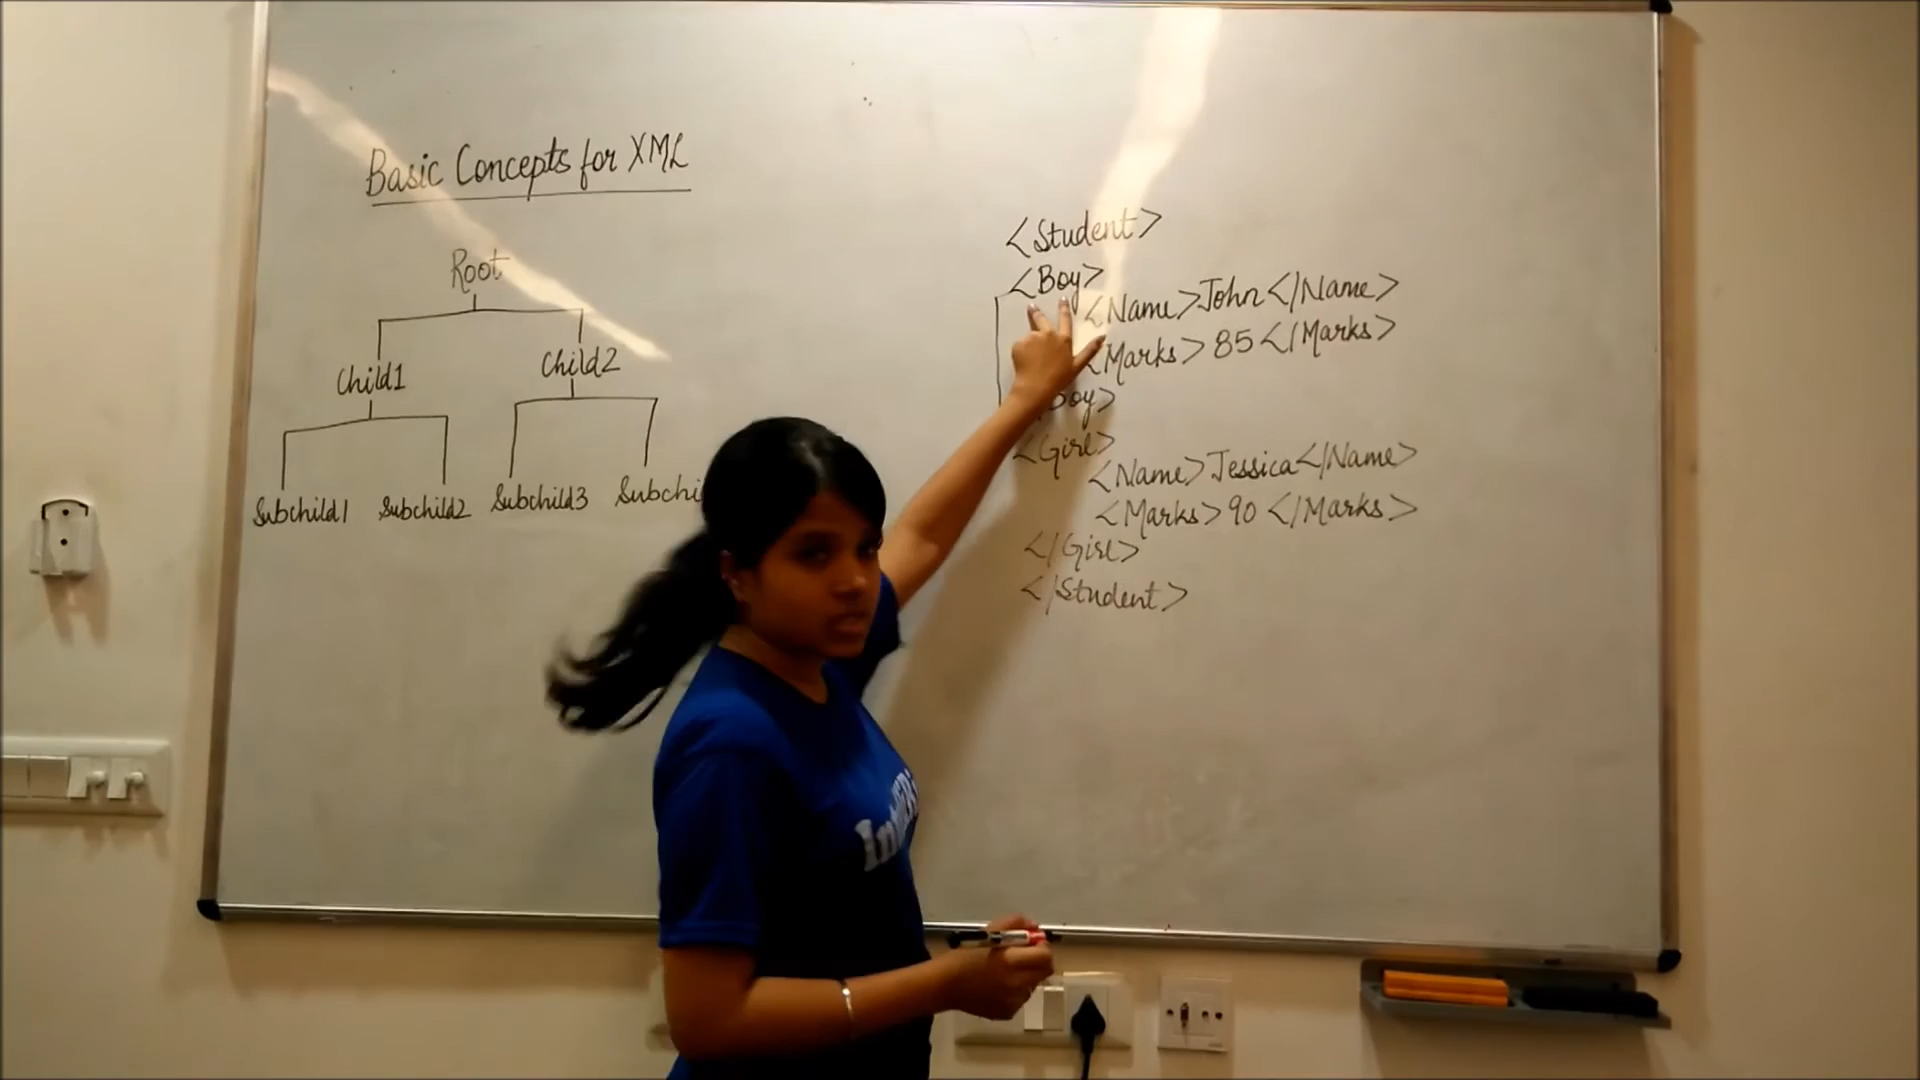 Basic Concepts for XML
Root
Child1 Child2
Subchild1 Subchild2 Subchild3
<Student>
<Boy>
<Name>John</Name>
<Marks>85</Marks>
Boy>
<Girl>
<Name>Jessica</Name>
<Marks>90</Marks>
</Girl>
</Student>